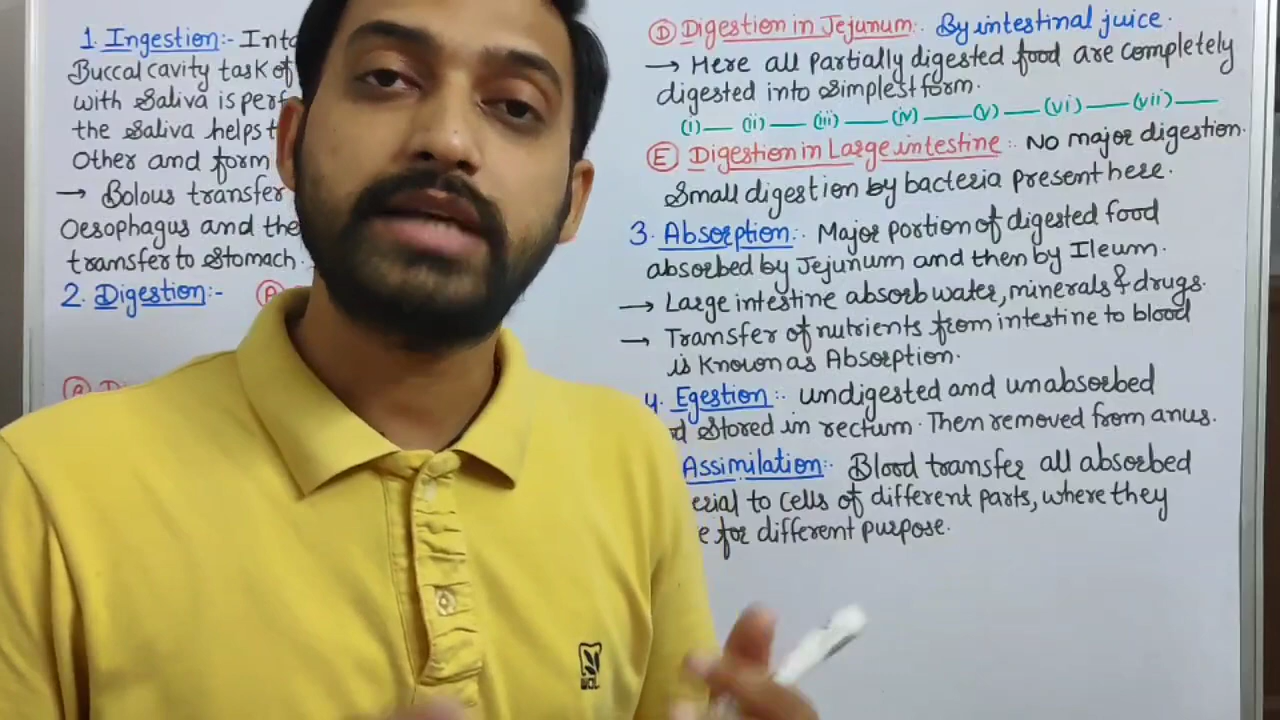 1. Ingestion:- Inta
Buccal cavity task of
with Saliva is perf
the Saliva helps t
Other and form
→ Bolous transfer
Oesophagus and the
transfer to Stomach.
2. Digestion:- (A)
(B) Di
(D) Digestion in Jejunum:. By intestinal juice.
→ Here all Partially digested food are completely
digested into simplest form.
(i)— (ii)— (iii)— (iv)— (v)— (vi)— (vii)—
(E) Digestion in Large intestine:. No major digestion.
Small digestion by bacteria present here.
3. Absorption:. Major portion of digested food
absorbed by Jejunum and then by Ileum.
→ Large intestine absorb water, minerals & drugs.
→ Transfer of nutrients from intestine to blood
is Known as Absorption.
4. Egestion:. undigested and unabsorbed
d Stored in rectum. Then removed from anus.
Assimilation:. Blood transfer all absorbed
erial to cells of different parts, where they
e for different purpose.